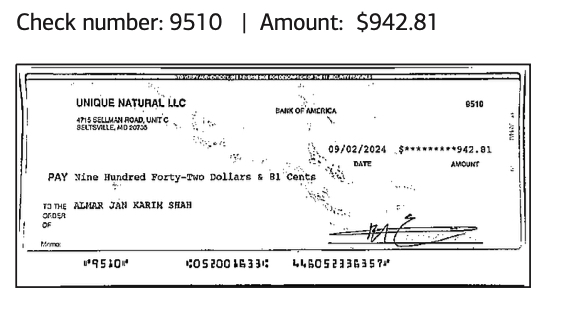 Check number: 9510 | Amount: $942.81
UNIQUE NATURAL LLC
BANK OF AMERICA
9510
4715 SELLMAN ROAD, UNIT C
BELTSVILLE, MD 20705
09/02/2024 $*********942.81
DATE AMOUNT
PAY Nine Hundred Forty-Two Dollars & 81 Cents
TO THE ORDER OF
ALMAR JAN KARIM SHAH
Memo:
⑈9510⑈ ⑆052001633⑆ 446052336357⑈